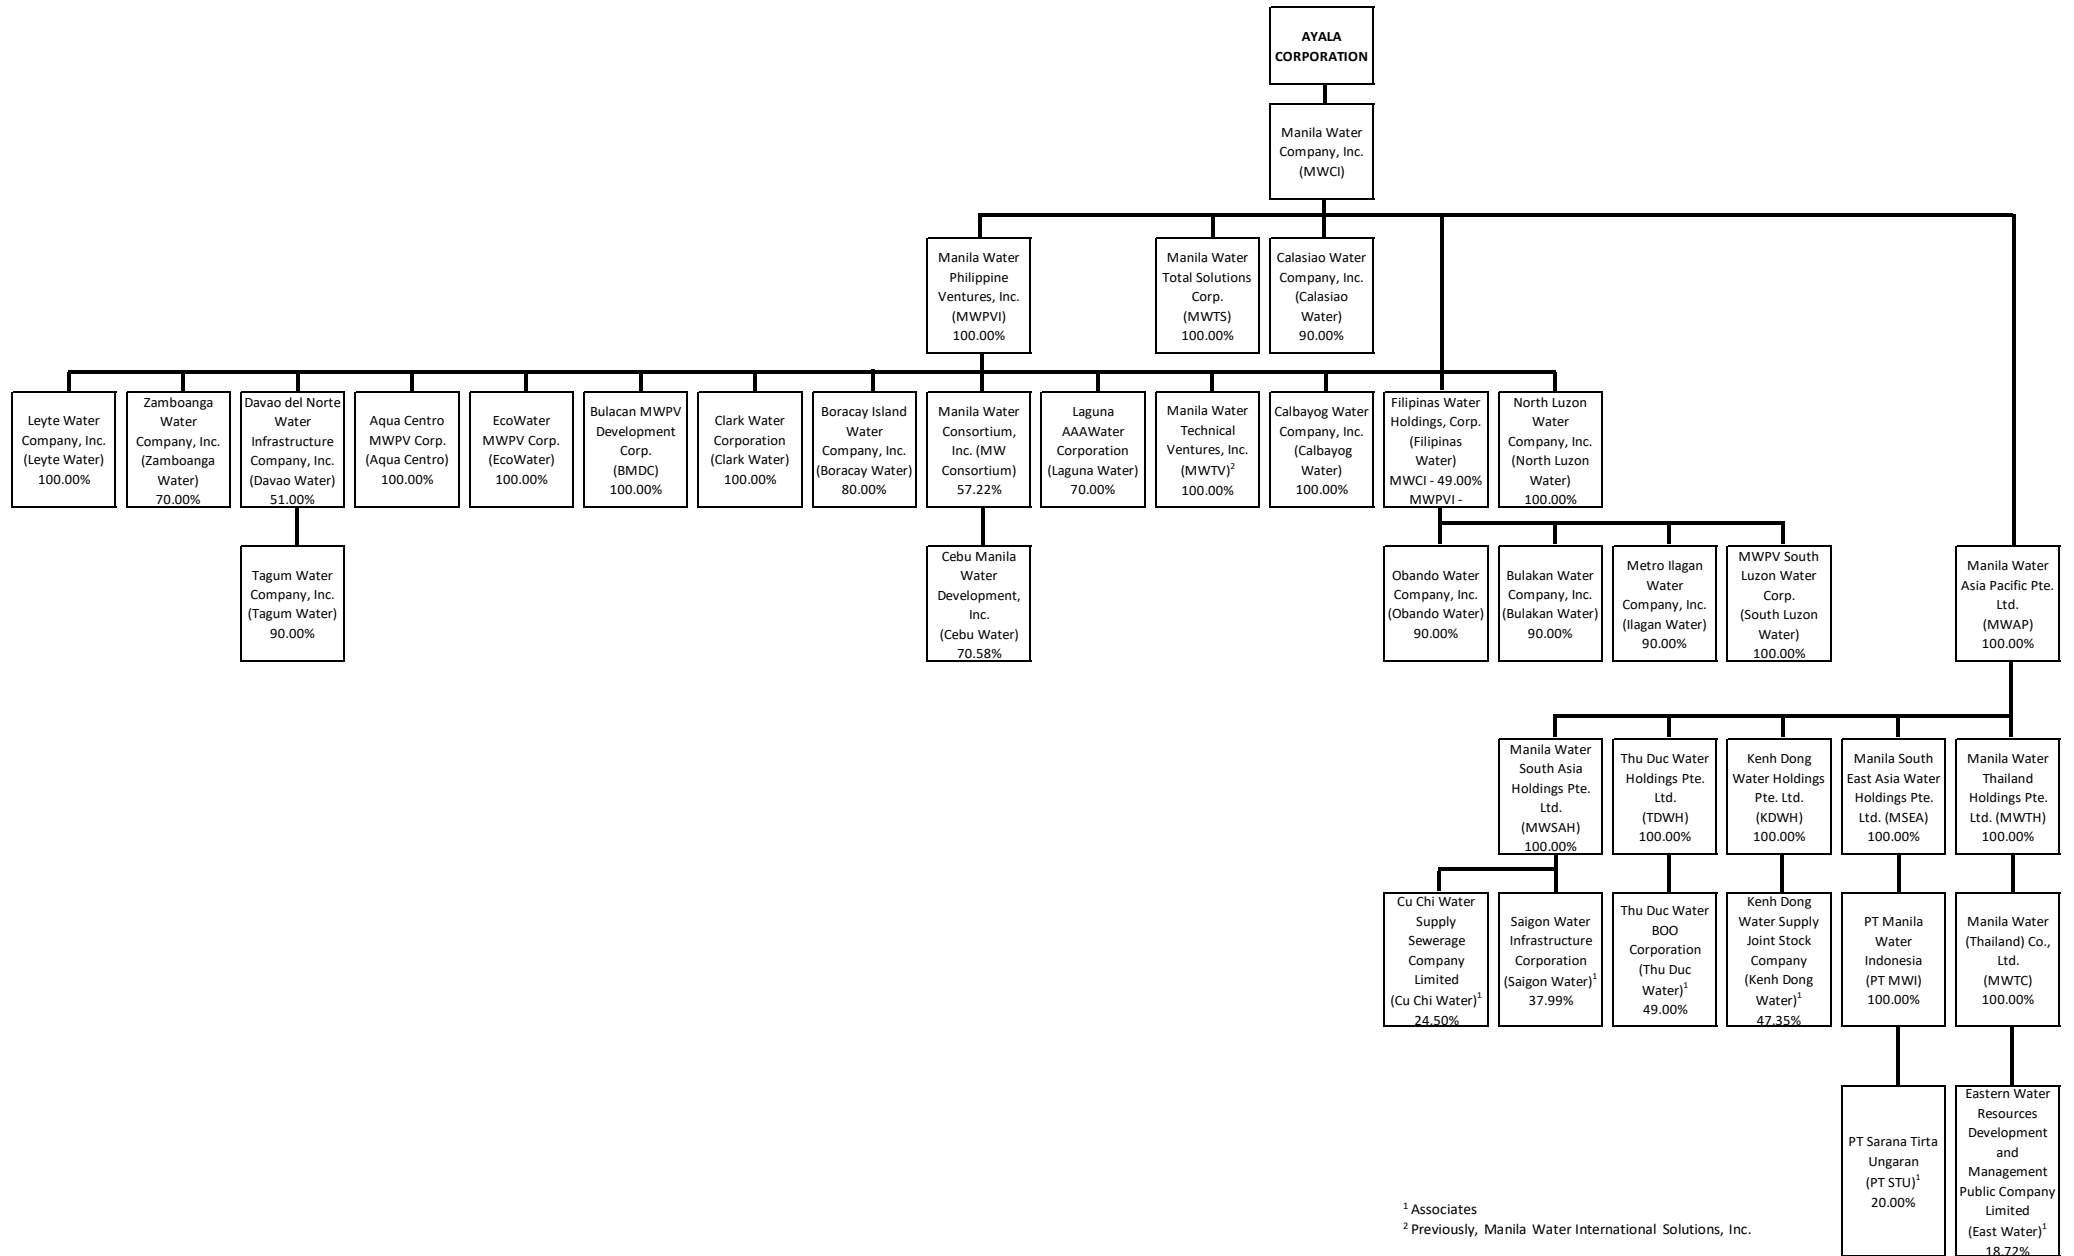 AYALA
CORPORATION
Manila Water
Company, Inc.
(MWCI)
Manila Water
Philippine
Ventures, Inc.
(MWPVI)
100.00%
Manila Water
Total Solutions
Corp.
(MWTS)
100.00%
Calasiao Water
Company, Inc.
(Calasiao
Water)
90.00%
Leyte Water
Company, Inc.
(Leyte Water)
100.00%
Zamboanga
Water
Company, Inc.
(Zamboanga
Water)
70.00%
Davao del Norte
Water
Infrastructure
Company, Inc.
(Davao Water)
51.00%
Aqua Centro
MWPV Corp.
(Aqua Centro)
100.00%
EcoWater
MWPV Corp.
(EcoWater)
100.00%
Bulacan MWPV
Development
Corp.
(BMDC)
100.00%
Clark Water
Corporation
(Clark Water)
100.00%
Boracay Island
Water
Company, Inc.
(Boracay Water)
80.00%
Manila Water
Consortium,
Inc. (MW
Consortium)
57.22%
Laguna
AAAWater
Corporation
(Laguna Water)
70.00%
Manila Water
Technical
Ventures, Inc.
(MWTV)²
100.00%
Calbayog Water
Company, Inc.
(Calbayog
Water)
100.00%
Filipinas Water
Holdings, Corp.
(Filipinas
Water)
MWCI - 49.00%
MWPVI -
North Luzon
Water
Company, Inc.
(North Luzon
Water)
100.00%
Tagum Water
Company, Inc.
(Tagum Water)
90.00%
Cebu Manila
Water
Development,
Inc.
(Cebu Water)
70.58%
Obando Water
Company, Inc.
(Obando Water)
90.00%
Bulakan Water
Company, Inc.
(Bulakan Water)
90.00%
Metro Ilagan
Water
Company, Inc.
(Ilagan Water)
90.00%
MWPV South
Luzon Water
Corp.
(South Luzon
Water)
100.00%
Manila Water
Asia Pacific Pte.
Ltd.
(MWAP)
100.00%
Manila Water
South Asia
Holdings Pte.
Ltd.
(MWSAH)
100.00%
Thu Duc Water
Holdings Pte.
Ltd.
(TDWH)
100.00%
Kenh Dong
Water Holdings
Pte. Ltd.
(KDWH)
100.00%
Manila South
East Asia Water
Holdings Pte.
Ltd. (MSEA)
100.00%
Manila Water
Thailand
Holdings Pte.
Ltd. (MWTH)
100.00%
Cu Chi Water
Supply
Sewerage
Company
Limited
(Cu Chi Water)¹
24.50%
Saigon Water
Infrastructure
Corporation
(Saigon Water)¹
37.99%
Thu Duc Water
BOO
Corporation
(Thu Duc
Water)¹
49.00%
Kenh Dong
Water Supply
Joint Stock
Company
(Kenh Dong
Water)¹
47.35%
PT Manila
Water
Indonesia
(PT MWI)
100.00%
Manila Water
(Thailand) Co.,
Ltd.
(MWTC)
100.00%
PT Sarana Tirta
Ungaran
(PT STU)¹
20.00%
Eastern Water
Resources
Development
and
Management
Public Company
Limited
(East Water)¹
18.72%
¹ Associates
² Previously, Manila Water International Solutions, Inc.